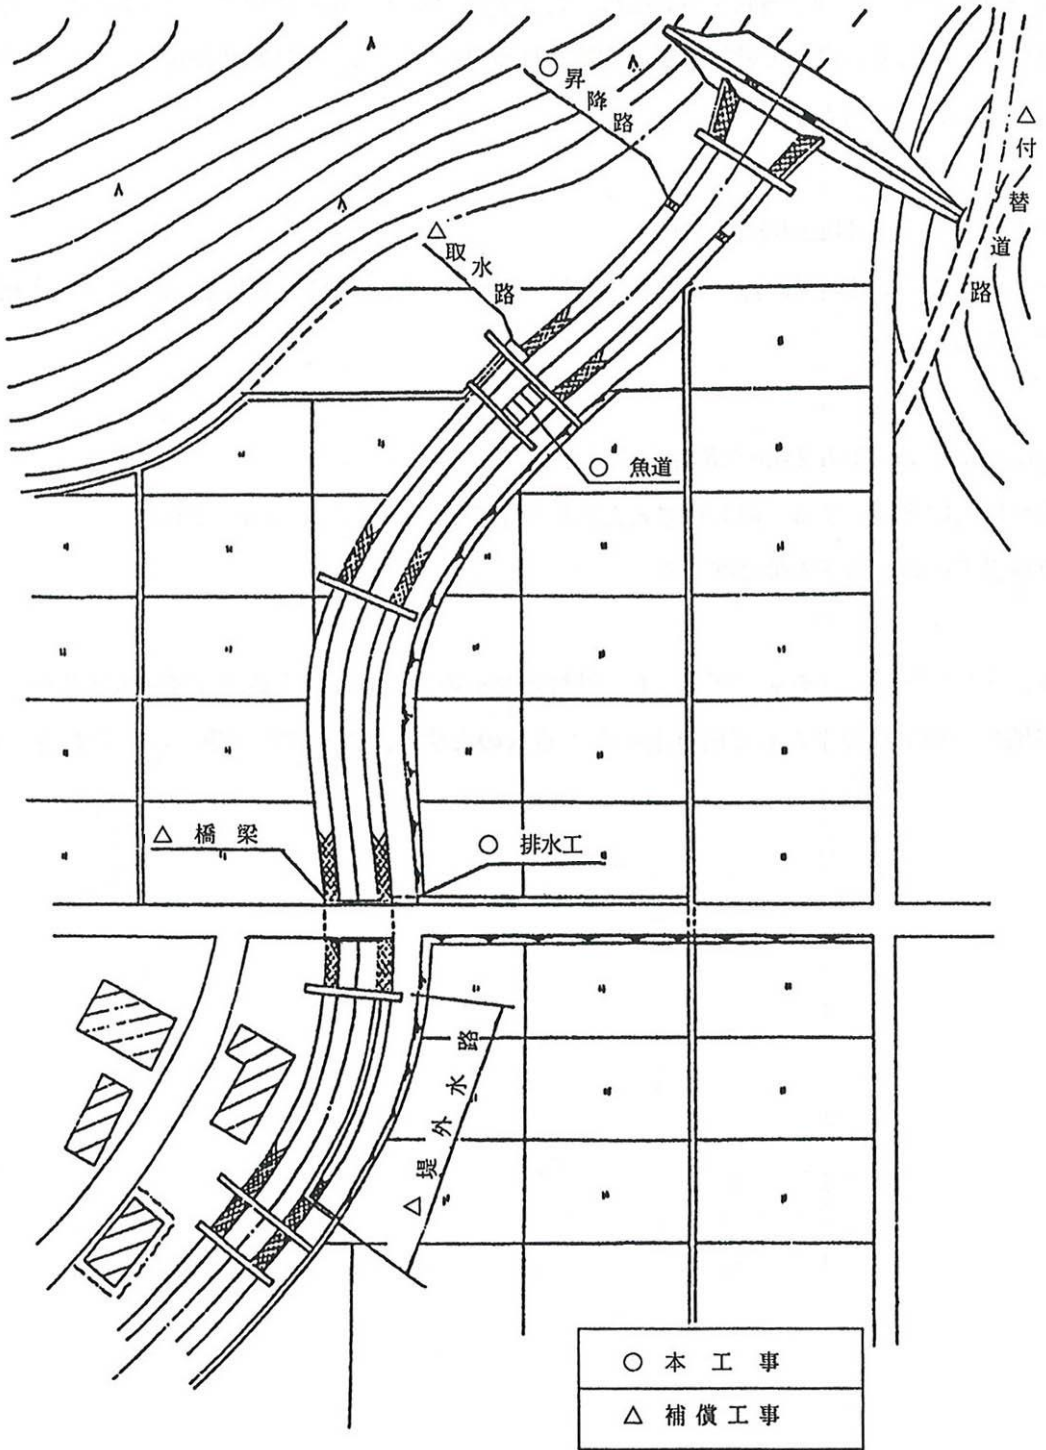 ○ 昇降路
△ 付替道路
△ 取水路
○ 魚道
△ 橋梁
○ 排水工
△ 堤外水路
○ 本工事
△ 補償工事